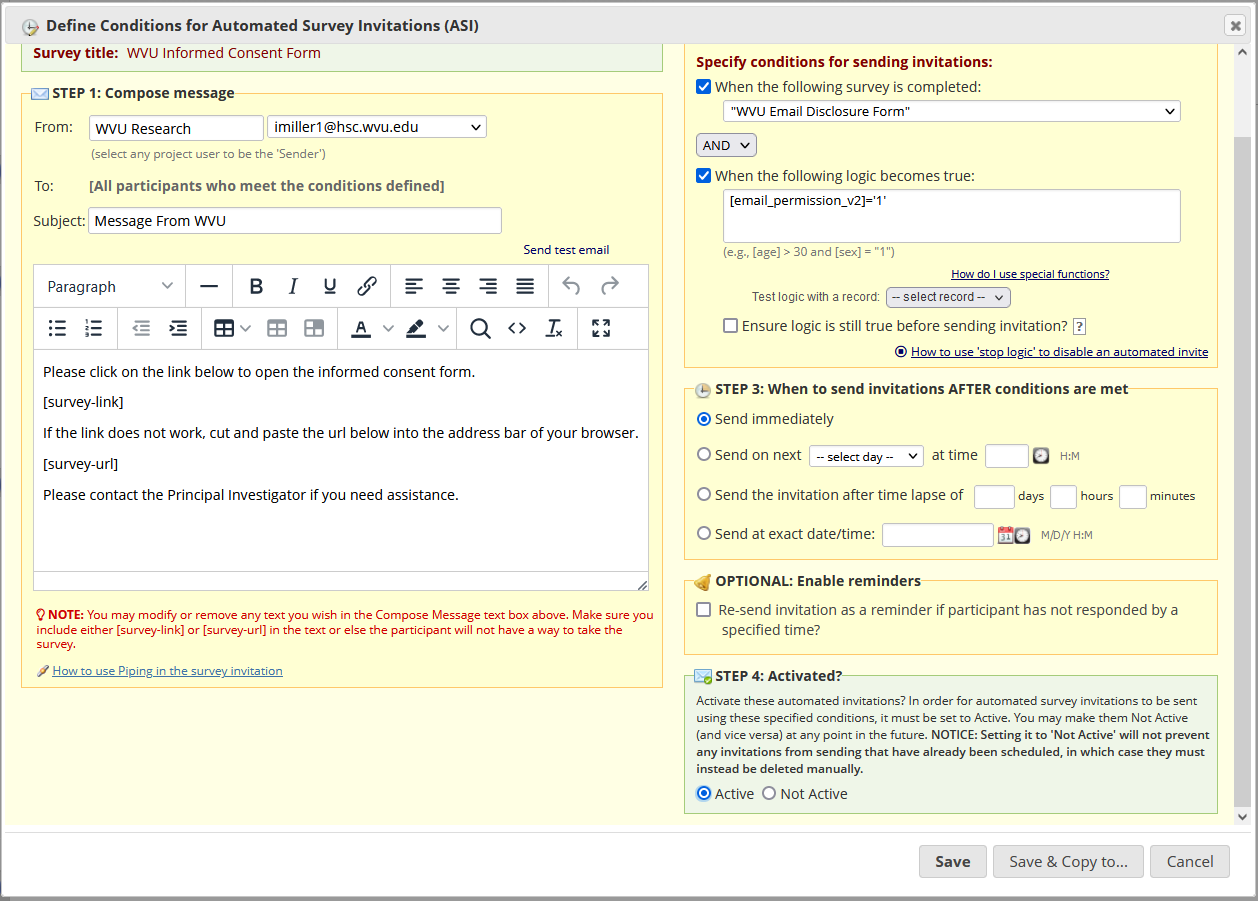 Define Conditions for Automated Survey Invitations (ASI)
Survey title: WVU Informed Consent Form
STEP 1: Compose message
From: WVU Research imiller1@hsc.wvu.edu
(select any project user to be the 'Sender')
To: [All participants who meet the conditions defined]
Subject: Message From WVU
Send test email
Paragraph
Please click on the link below to open the informed consent form.
[survey-link]
If the link does not work, cut and paste the url below into the address bar of your browser.
[survey-url]
Please contact the Principal Investigator if you need assistance.
NOTE: You may modify or remove any text you wish in the Compose Message text box above. Make sure you
include either [survey-link] or [survey-url] in the text or else the participant will not have a way to take the
survey.
How to use Piping in the survey invitation
Specify conditions for sending invitations:
When the following survey is completed:
"WVU Email Disclosure Form"
AND
When the following logic becomes true:
[email_permission_v2]='1'
(e.g., [age] > 30 and [sex] = "1")
How do I use special functions?
Test logic with a record: -- select record --
Ensure logic is still true before sending invitation? ?
How to use 'stop logic' to disable an automated invite
STEP 3: When to send invitations AFTER conditions are met
Send immediately
Send on next -- select day -- at time H:M
Send the invitation after time lapse of days hours minutes
Send at exact date/time: 31 M/D/Y H:M
OPTIONAL: Enable reminders
Re-send invitation as a reminder if participant has not responded by a
specified time?
STEP 4: Activated?
Activate these automated invitations? In order for automated survey invitations to be sent
using these specified conditions, it must be set to Active. You may make them Not Active
(and vice versa) at any point in the future. NOTICE: Setting it to 'Not Active' will not prevent
any invitations from sending that have already been scheduled, in which case they must
instead be deleted manually.
Active Not Active
Save Save & Copy to... Cancel